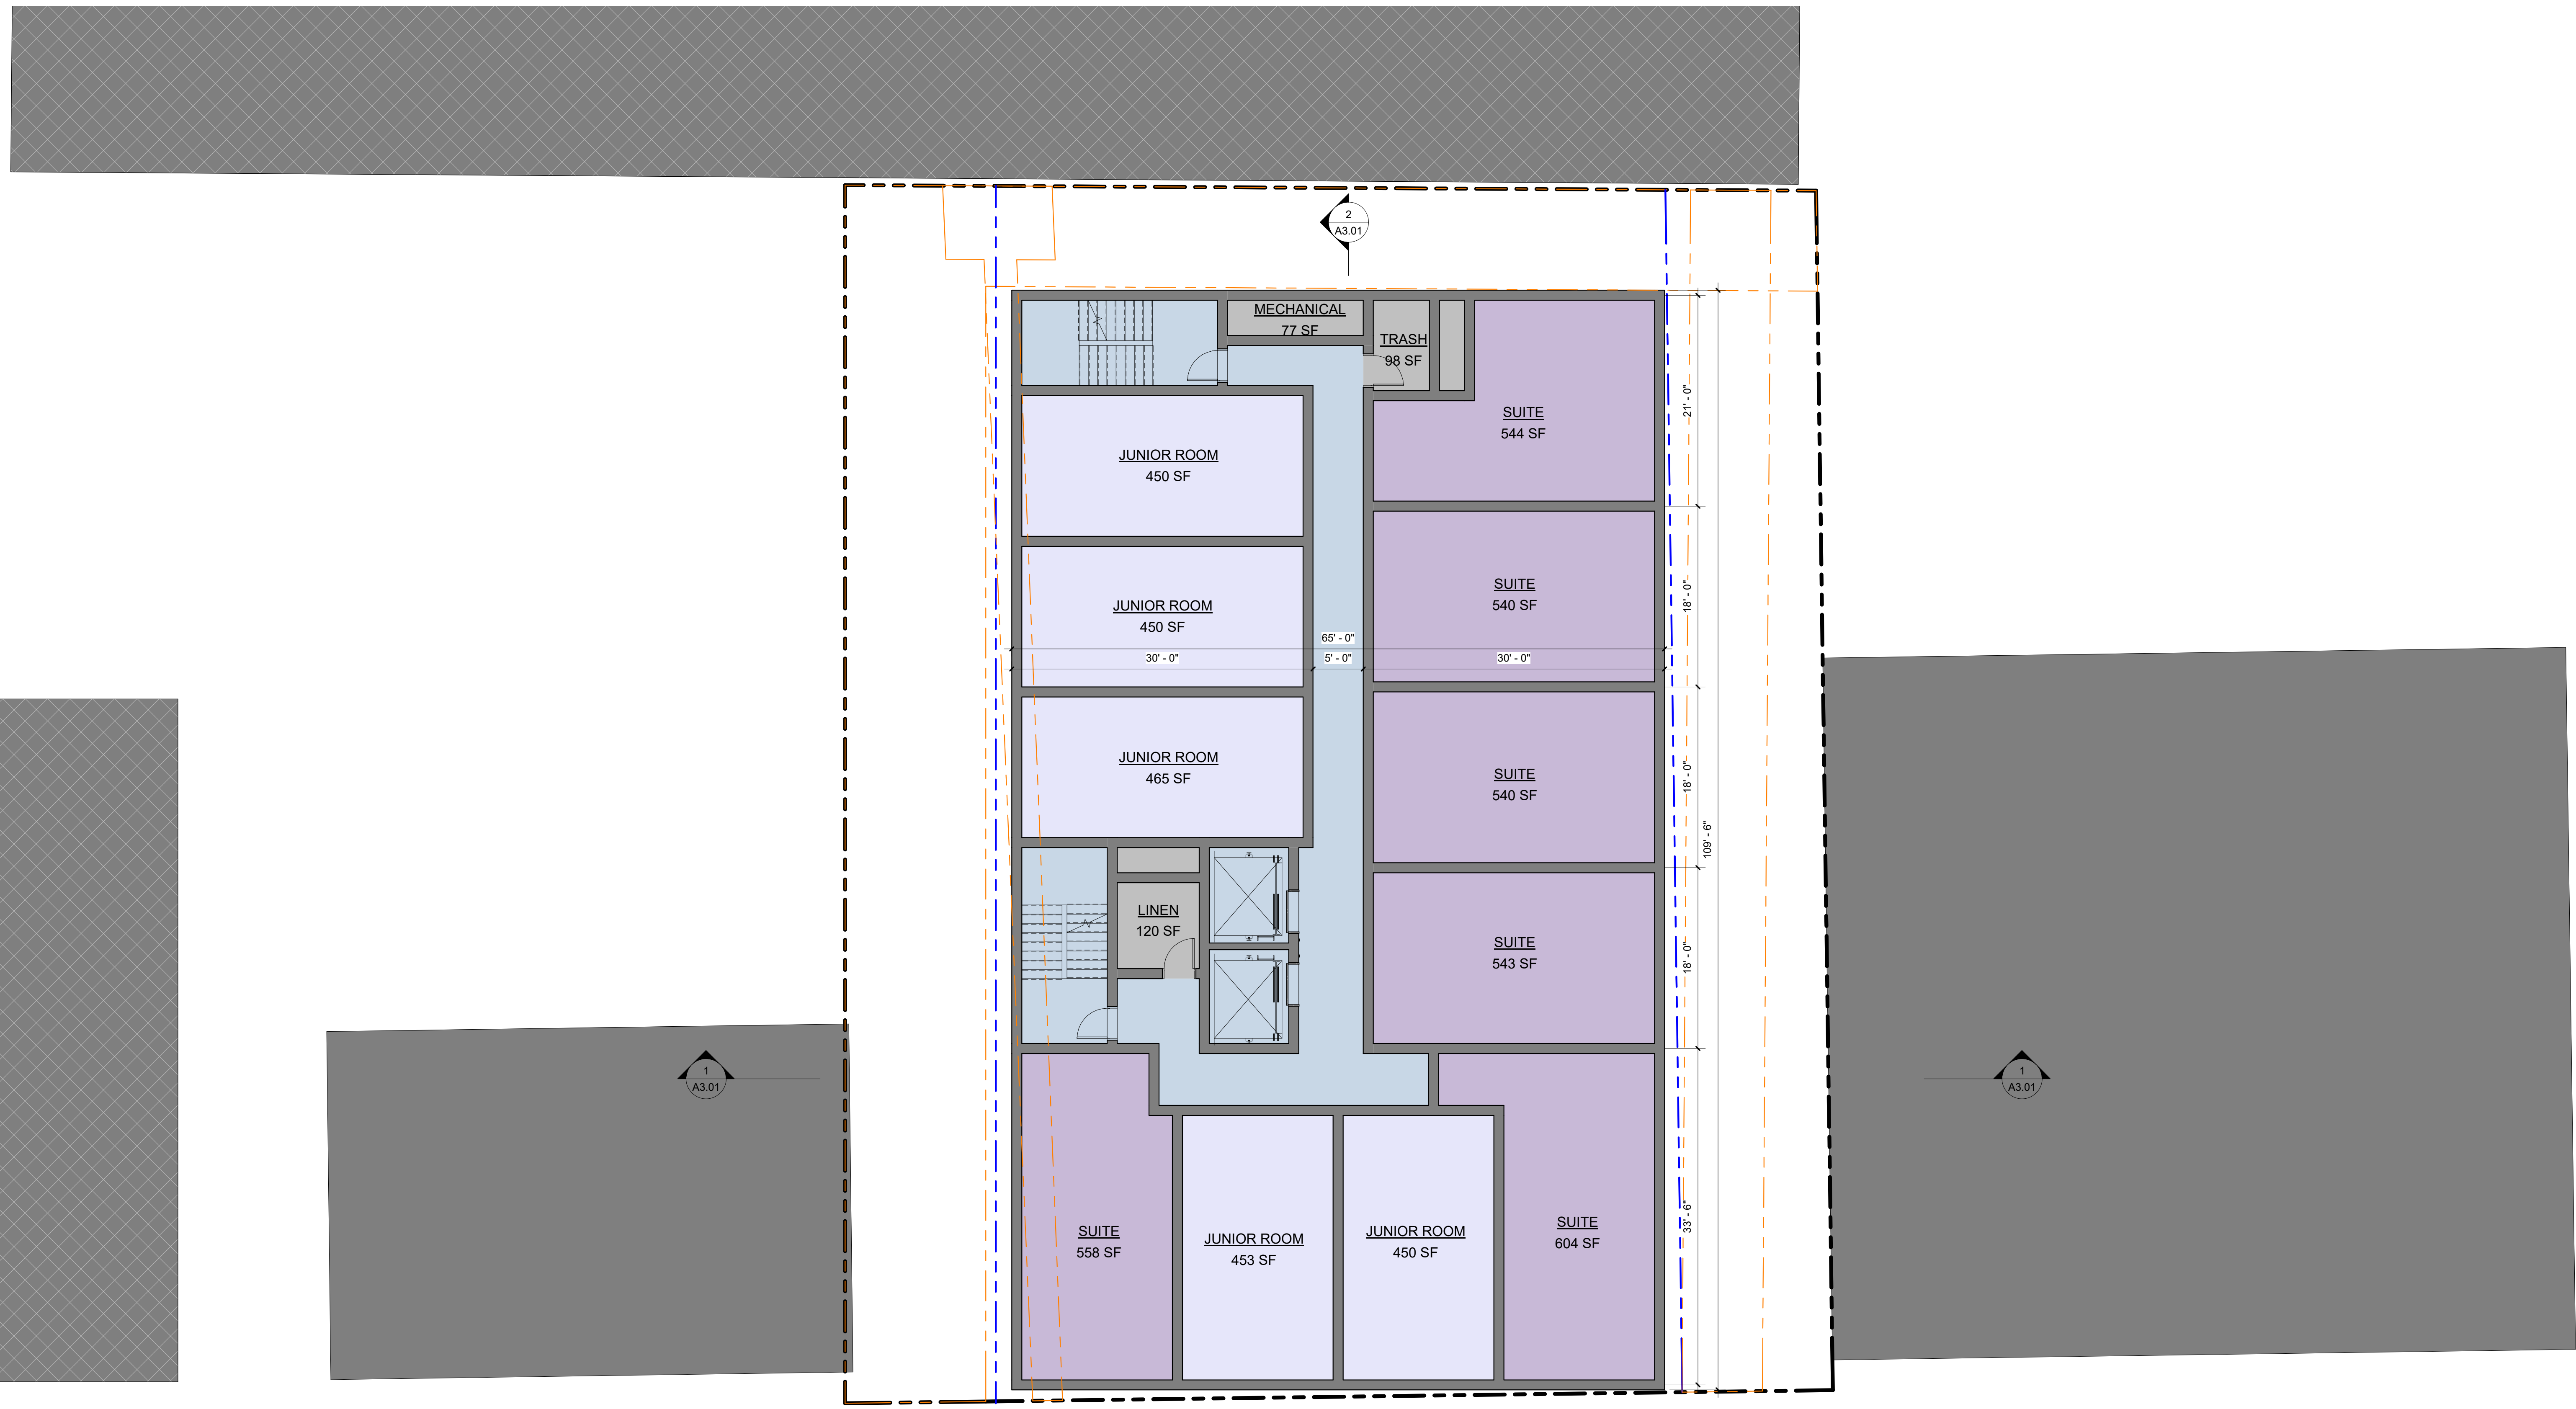 2
A3.01
MECHANICAL
77 SF
TRASH
98 SF
SUITE
544 SF
21' - 0"
JUNIOR ROOM
450 SF
SUITE
540 SF
18' - 0"
JUNIOR ROOM
450 SF
65' - 0"
30' - 0"
5' - 0"
30' - 0"
JUNIOR ROOM
465 SF
SUITE
540 SF
18' - 0"
109' - 6"
LINEN
120 SF
SUITE
543 SF
18' - 0"
1
A3.01
1
A3.01
SUITE
558 SF
JUNIOR ROOM
453 SF
JUNIOR ROOM
450 SF
SUITE
604 SF
33' - 6"